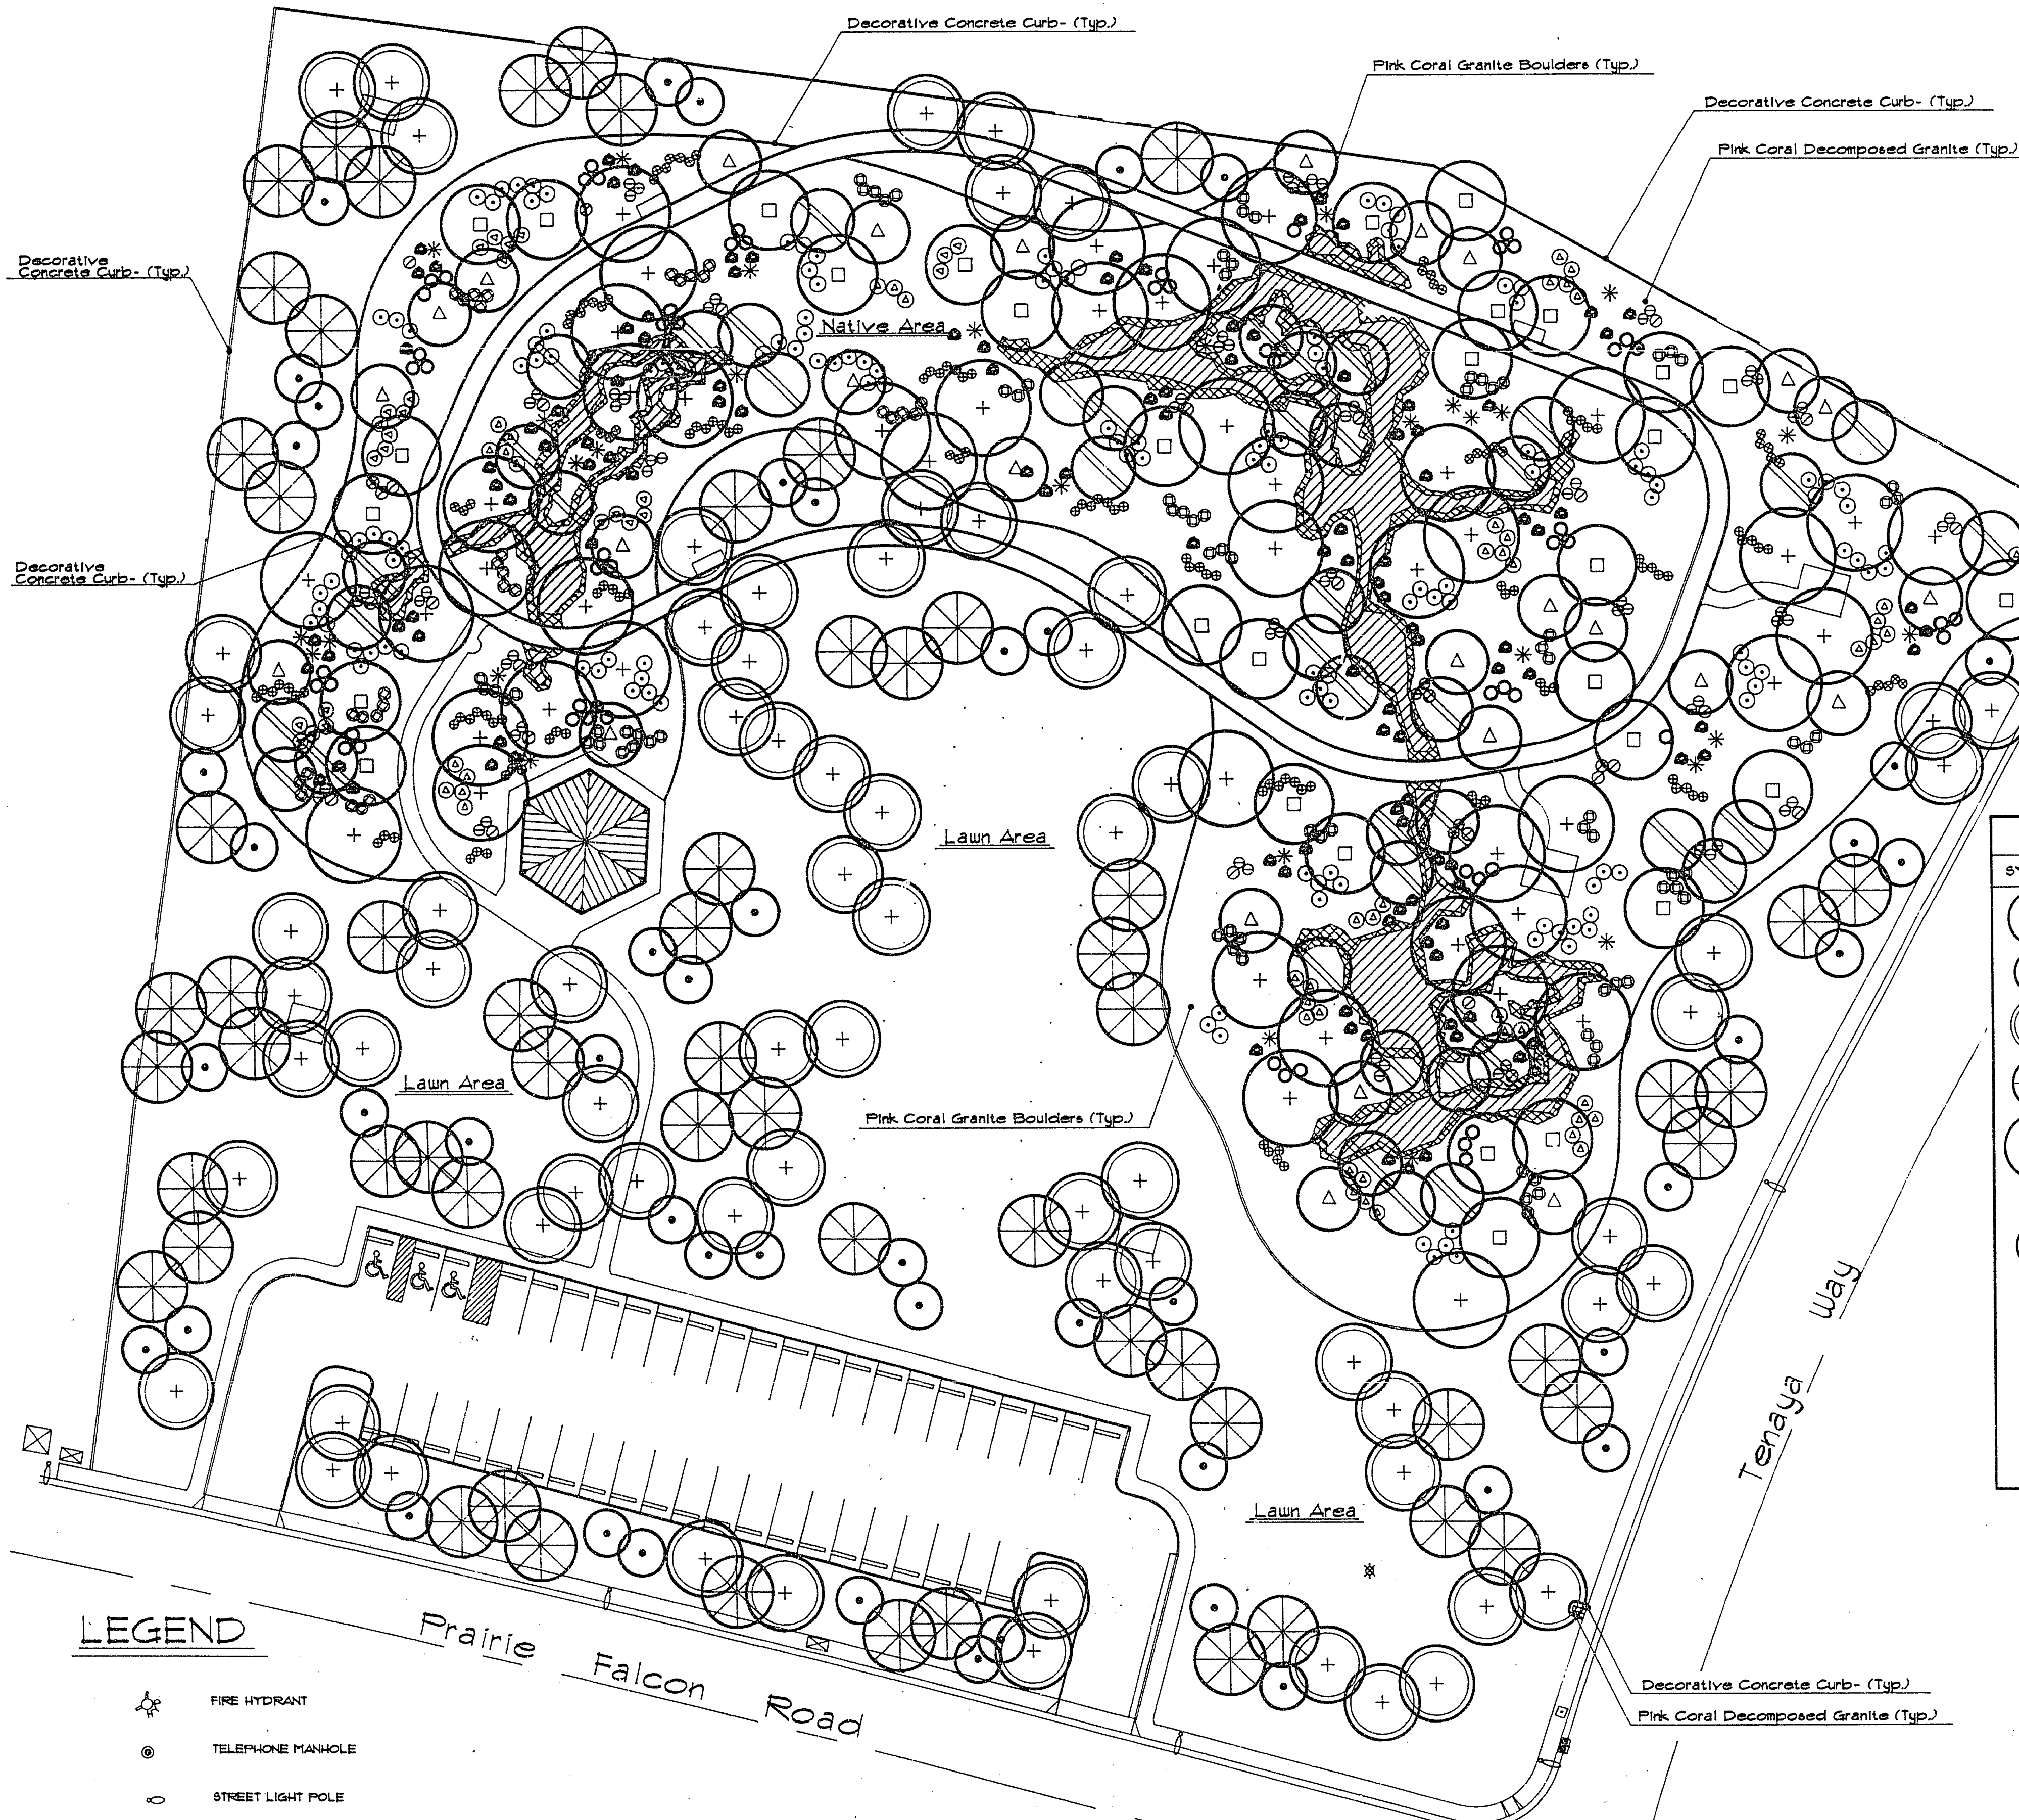 Decorative Concrete Curb- (Typ.)
Pink Coral Granite Boulders (Typ.)
Decorative Concrete Curb- (Typ.)
Pink Coral Decomposed Granite (Typ.)
Decorative
Concrete Curb- (Typ.)
Native Area
Decorative
Concrete Curb- (Typ.)
Lawn Area
SY
Lawn Area
Pink Coral Granite Boulders (Typ.)
Tenaya Way
Lawn Area
LEGEND
Prairie Falcon Road
FIRE HYDRANT
TELEPHONE MANHOLE
STREET LIGHT POLE
Decorative Concrete Curb- (Typ.)
Pink Coral Decomposed Granite (Typ.)